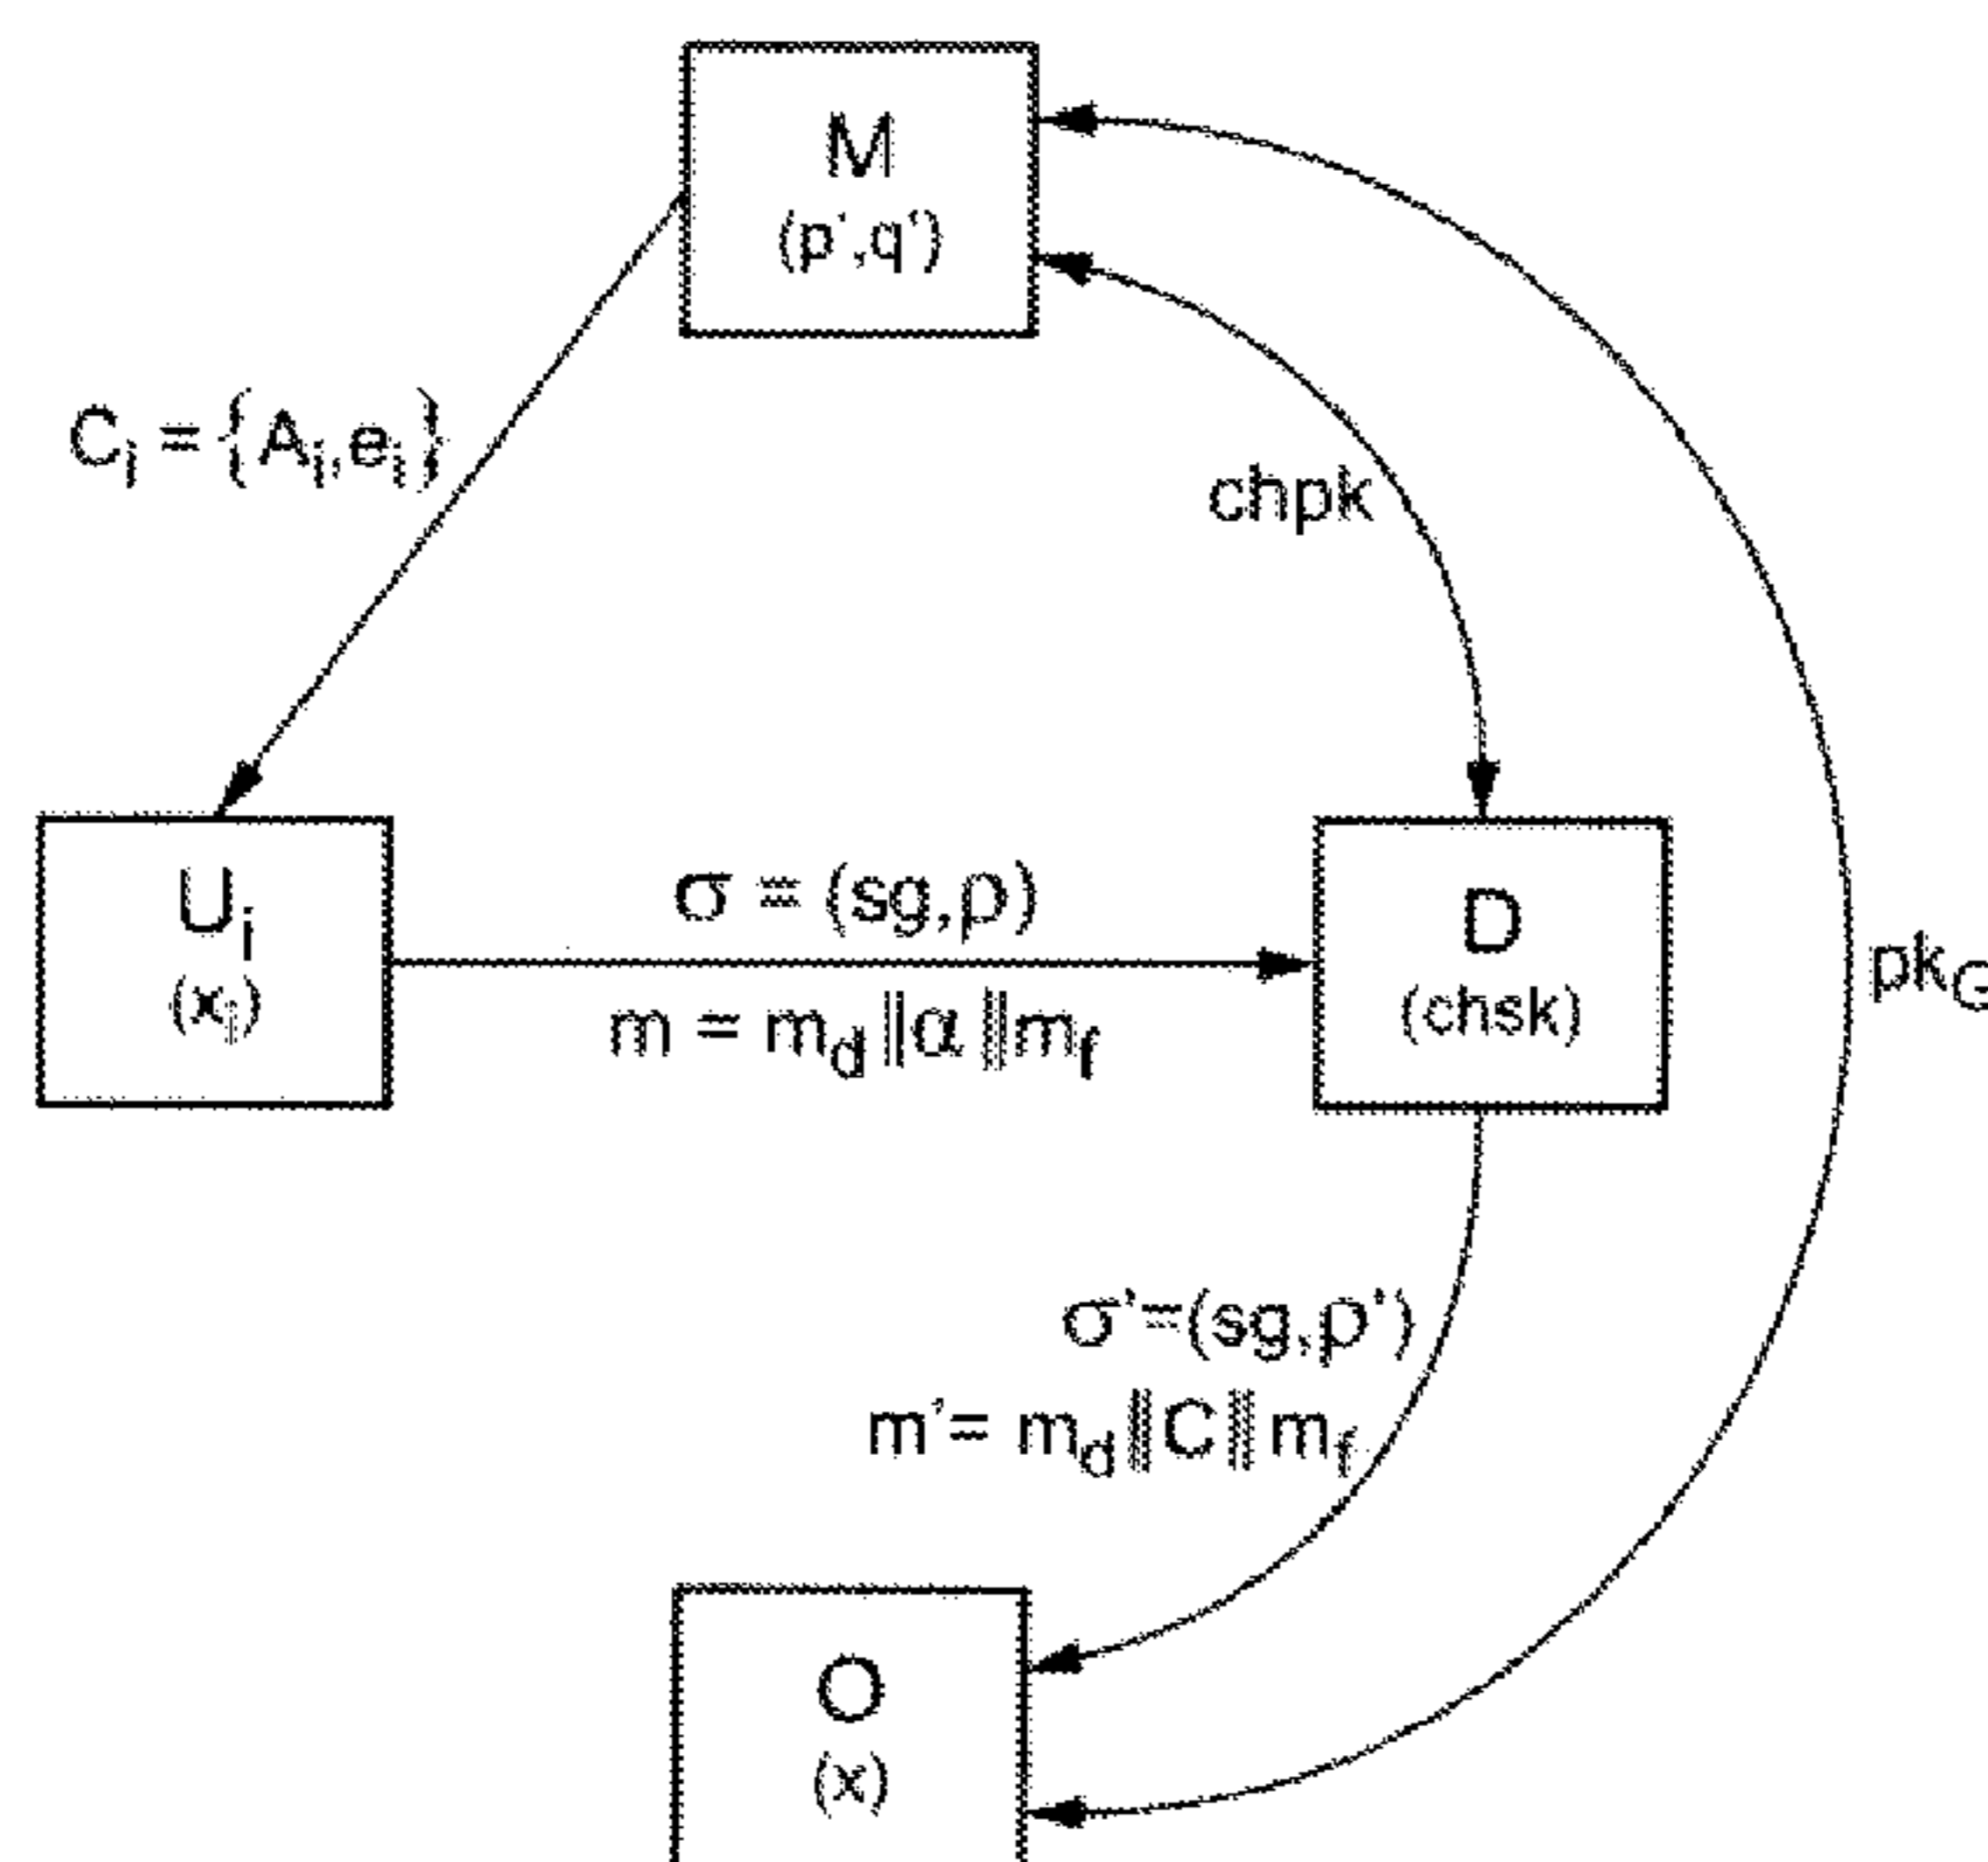 M
(p',q')
C_i = {A_i,e_i}
chpk
U_i
(x_i)
σ = (sg,ρ)
m = m_d‖α‖m_f
D
(chsk)
pk_G
σ'=(sg,ρ')
m'= m_d‖C‖m_f
O
(x)